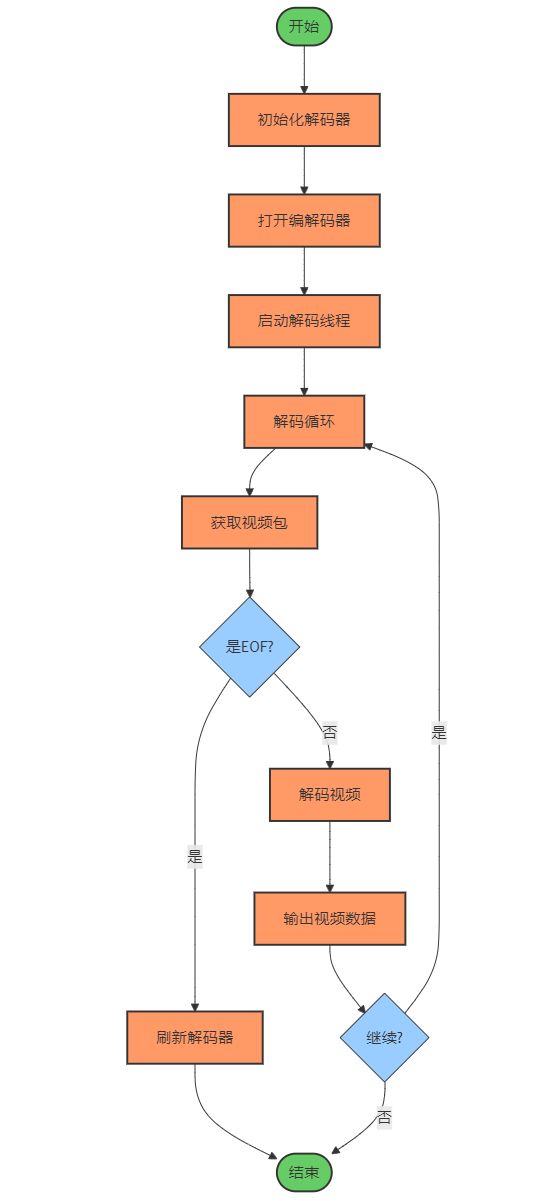 开始
初始化解码器
打开编解码器
启动解码线程
解码循环
获取视频包
是EOF?
否
是
解码视频
是
输出视频数据
刷新解码器
继续?
否
结束